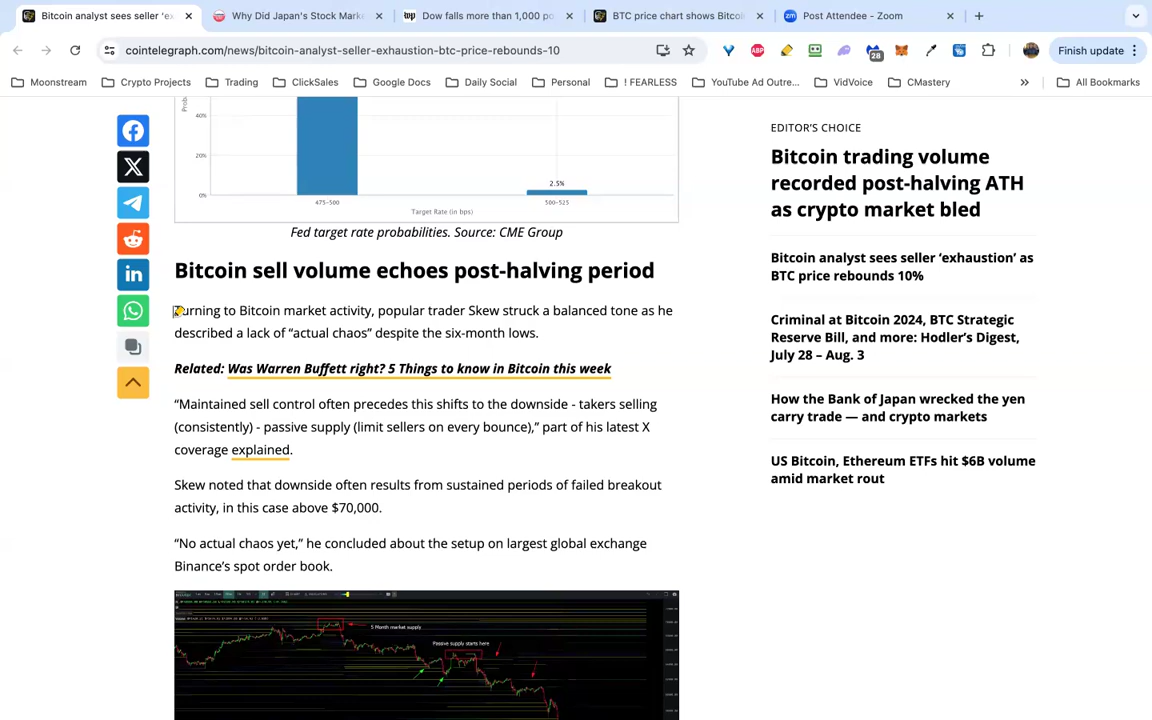 Bitcoin analyst sees seller 'ex
Why Did Japan's Stock Marke
Dow falls more than 1,000 po
BTC price chart shows Bitcoi
Post Attendee - Zoom
cointelegraph.com/news/bitcoin-analyst-seller-exhaustion-btc-price-rebounds-10
28
Finish update
Moonstream
Crypto Projects
Trading
ClickSales
Google Docs
Daily Social
Personal
! FEARLESS
YouTube Ad Outre...
VidVoice
CMastery
»
All Bookmarks
40%
20%
0%
2.5%
475-500
500-525
Target Rate (in bps)
Fed target rate probabilities. Source: CME Group
Bitcoin sell volume echoes post-halving period
Turning to Bitcoin market activity, popular trader Skew struck a balanced tone as he
described a lack of “actual chaos” despite the six-month lows.
Related: Was Warren Buffett right? 5 Things to know in Bitcoin this week
“Maintained sell control often precedes this shifts to the downside - takers selling
(consistently) - passive supply (limit sellers on every bounce),” part of his latest X
coverage explained.
Skew noted that downside often results from sustained periods of failed breakout
activity, in this case above $70,000.
“No actual chaos yet,” he concluded about the setup on largest global exchange
Binance’s spot order book.
5 Month market supply
Passive supply starts here
EDITOR’S CHOICE
Bitcoin trading volume
recorded post-halving ATH
as crypto market bled
Bitcoin analyst sees seller ‘exhaustion’ as
BTC price rebounds 10%
Criminal at Bitcoin 2024, BTC Strategic
Reserve Bill, and more: Hodler’s Digest,
July 28 – Aug. 3
How the Bank of Japan wrecked the yen
carry trade — and crypto markets
US Bitcoin, Ethereum ETFs hit $6B volume
amid market rout